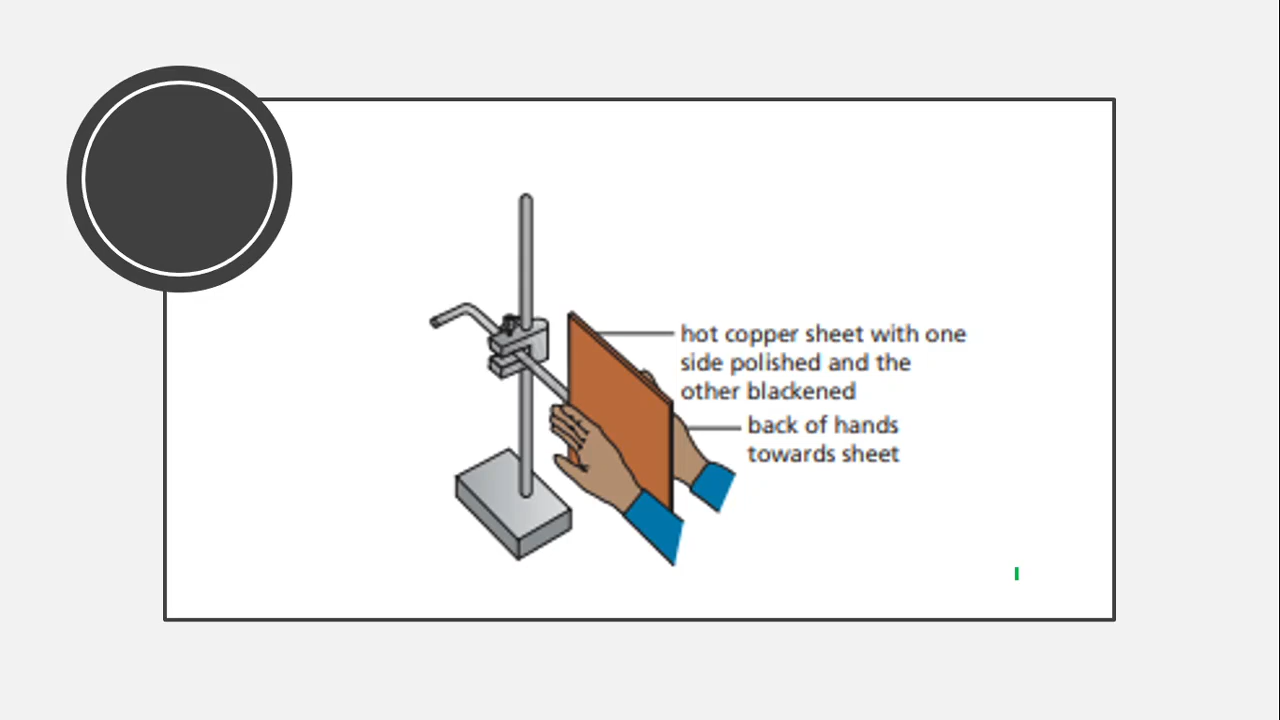 hot copper sheet with one
side polished and the
other blackened
back of hands
towards sheet